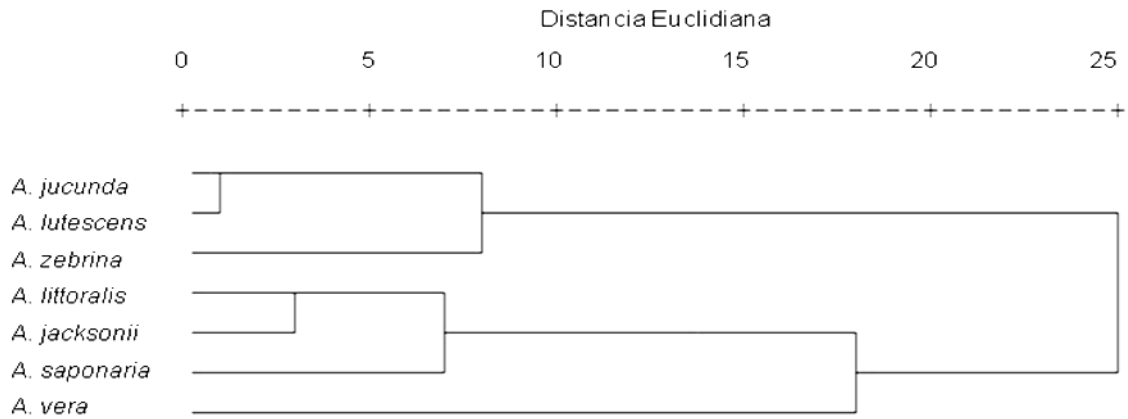 Distancia Euclidiana
0 5 10 15 20 25
A. jucunda
A. lutescens
A. zebrina
A. littoralis
A. jacksonii
A. saponaria
A. vera